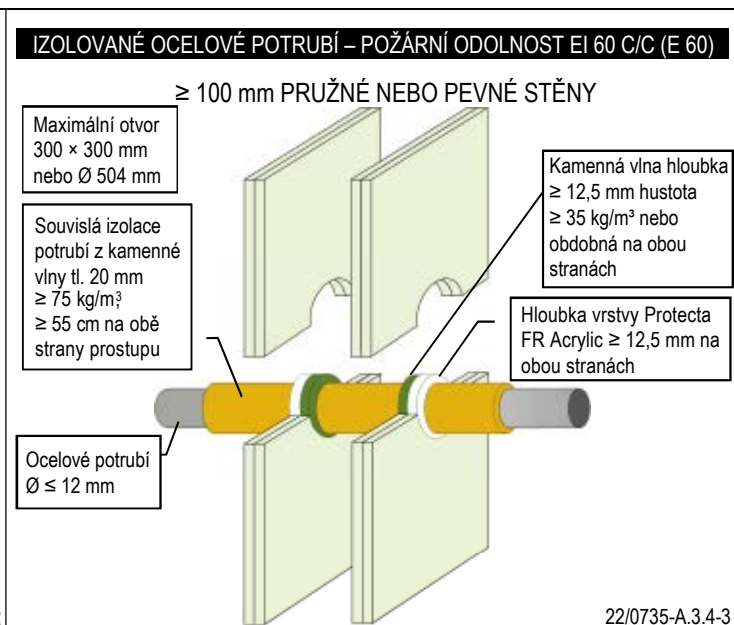 IZOLOVANÉ OCELOVÉ POTRUBÍ – POŽÁRNÍ ODOLNOST EI 60 C/C (E 60)
≥ 100 mm PRUŽNÉ NEBO PEVNÉ STĚNY
Maximální otvor
300 × 300 mm
nebo Ø 504 mm
Souvislá izolace
potrubí z kamenné
vlny tl. 20 mm
≥ 75 kg/m³,
≥ 55 cm na obě
strany prostupu
Ocelové potrubí
Ø ≤ 12 mm
Kamenná vlna hloubka
≥ 12,5 mm hustota
≥ 35 kg/m³ nebo
obdobná na obou
stranách
Hloubka vrstvy Protecta
FR Acrylic ≥ 12,5 mm na
obou stranách
22/0735-A.3.4-3